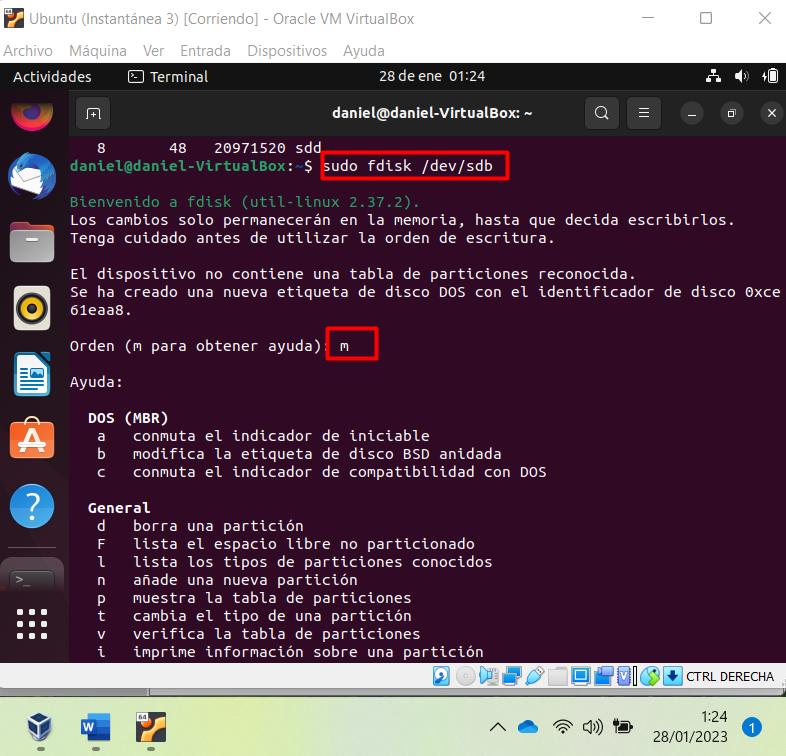 Ubuntu (Instantánea 3) [Corriendo] - Oracle VM VirtualBox
Archivo Máquina Ver Entrada Dispositivos Ayuda
Actividades Terminal 28 de ene 01:24
daniel@daniel-VirtualBox: ~
8 48 20971520 sdd
daniel@daniel-VirtualBox:~$ sudo fdisk /dev/sdb
Bienvenido a fdisk (util-linux 2.37.2).
Los cambios solo permanecerán en la memoria, hasta que decida escribirlos.
Tenga cuidado antes de utilizar la orden de escritura.
El dispositivo no contiene una tabla de particiones reconocida.
Se ha creado una nueva etiqueta de disco DOS con el identificador de disco 0xce
61eaa8.
Orden (m para obtener ayuda): m
Ayuda:
DOS (MBR)
a conmuta el indicador de iniciable
b modifica la etiqueta de disco BSD anidada
c conmuta el indicador de compatibilidad con DOS
General
d borra una partición
F lista el espacio libre no particionado
l lista los tipos de particiones conocidos
n añade una nueva partición
p muestra la tabla de particiones
t cambia el tipo de una partición
v verifica la tabla de particiones
i imprime información sobre una partición
CTRL DERECHA
1:24
28/01/2023
1